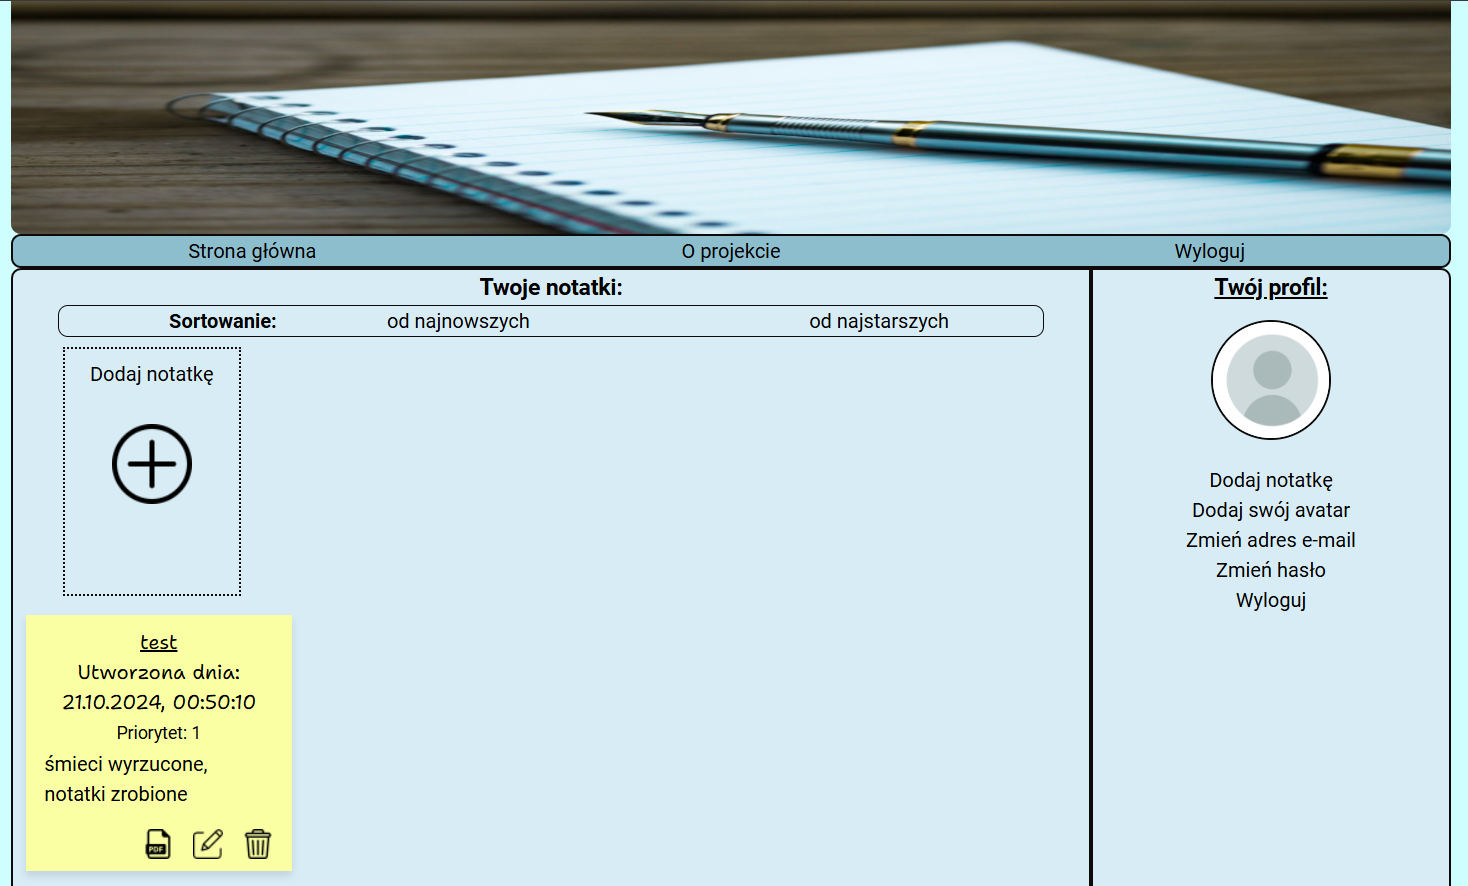 Strona główna O projekcie Wyloguj
Twoje notatki:
Sortowanie: od najnowszych od najstarszych
Dodaj notatkę
test
Utworzona dnia:
21.10.2024, 00:50:10
Priorytet: 1
śmieci wyrzucone,
notatki zrobione
PDF
Twój profil:
Dodaj notatkę
Dodaj swój avatar
Zmień adres e-mail
Zmień hasło
Wyloguj